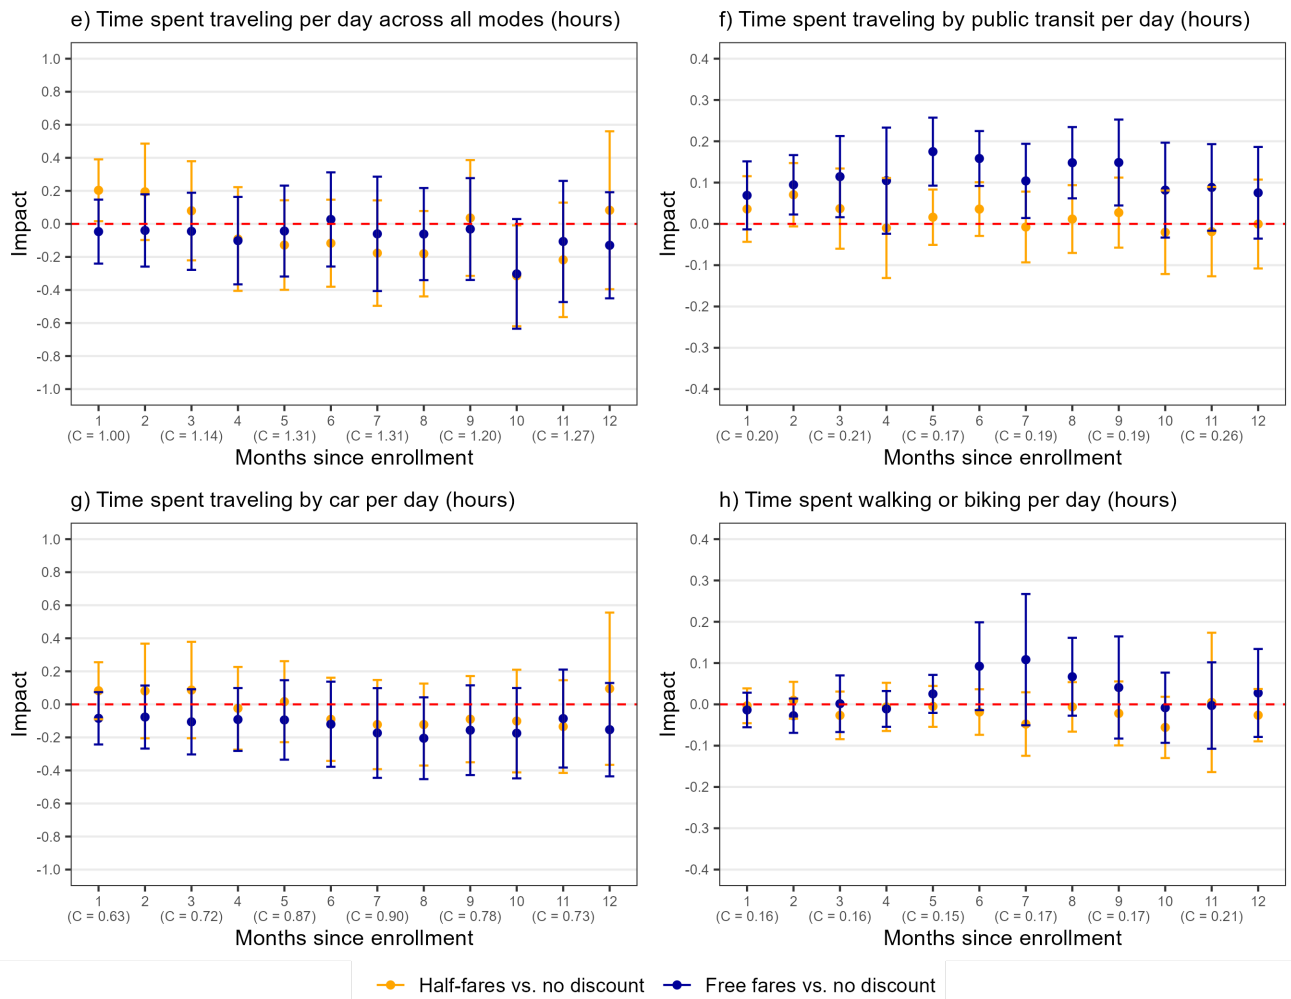 e) Time spent traveling per day across all modes (hours)
1.0
0.8
0.6
0.4
0.2
0.0
-0.2
-0.4
-0.6
-0.8
-1.0
Impact
1 2 3 4 5 6 7 8 9 10 11 12
(C = 1.00) (C = 1.14) (C = 1.31) (C = 1.31) (C = 1.20) (C = 1.27)
Months since enrollment
f) Time spent traveling by public transit per day (hours)
0.4
0.3
0.2
0.1
0.0
-0.1
-0.2
-0.3
-0.4
Impact
1 2 3 4 5 6 7 8 9 10 11 12
(C = 0.20) (C = 0.21) (C = 0.17) (C = 0.19) (C = 0.19) (C = 0.26)
Months since enrollment
g) Time spent traveling by car per day (hours)
1.0
0.8
0.6
0.4
0.2
0.0
-0.2
-0.4
-0.6
-0.8
-1.0
Impact
1 2 3 4 5 6 7 8 9 10 11 12
(C = 0.63) (C = 0.72) (C = 0.87) (C = 0.90) (C = 0.78) (C = 0.73)
Months since enrollment
h) Time spent walking or biking per day (hours)
0.4
0.3
0.2
0.1
0.0
-0.1
-0.2
-0.3
-0.4
Impact
1 2 3 4 5 6 7 8 9 10 11 12
(C = 0.16) (C = 0.16) (C = 0.15) (C = 0.17) (C = 0.17) (C = 0.21)
Months since enrollment
Half-fares vs. no discount Free fares vs. no discount